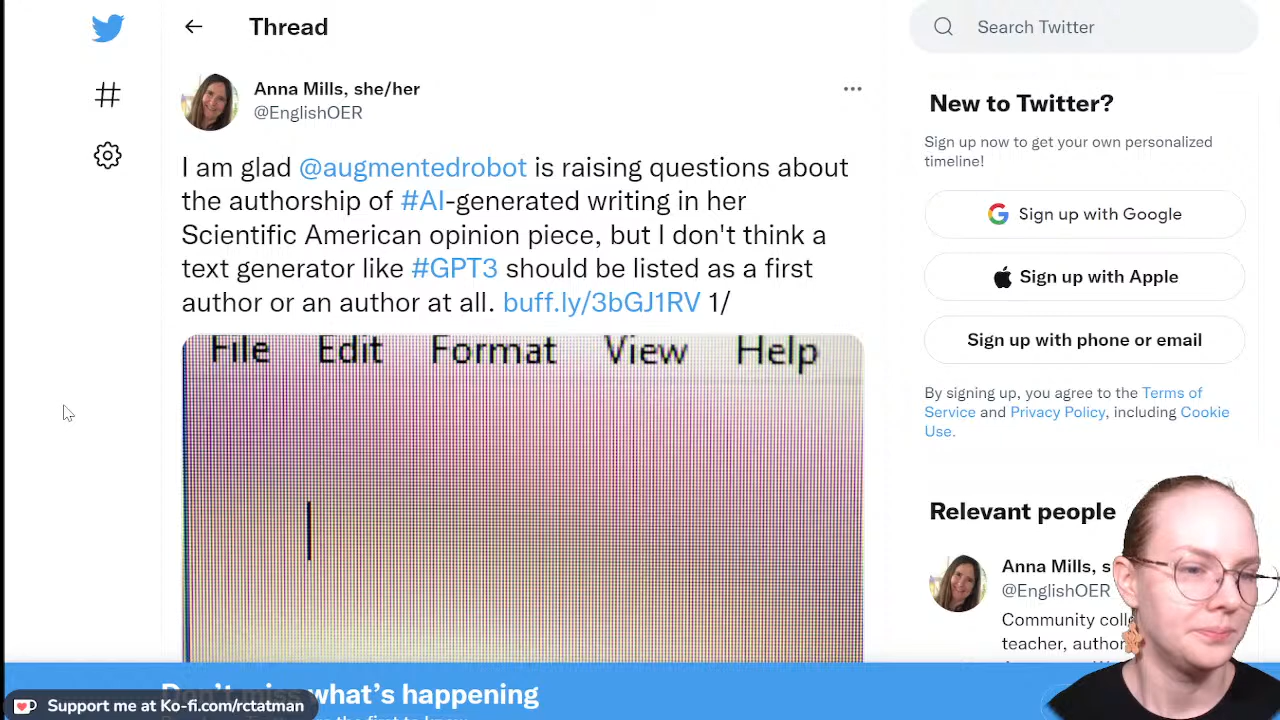 Thread
Search Twitter
Anna Mills, she/her
@EnglishOER
I am glad @augmentedrobot is raising questions about
the authorship of #AI-generated writing in her
Scientific American opinion piece, but I don't think a
text generator like #GPT3 should be listed as a first
author or an author at all. buff.ly/3bGJ1RV 1/
File Edit Format View Help
New to Twitter?
Sign up now to get your own personalized
timeline!
Sign up with Google
Sign up with Apple
Sign up with phone or email
By signing up, you agree to the Terms of
Service and Privacy Policy, including Cookie
Use.
Relevant people
Anna Mills, s
@EnglishOER
Community coll
teacher, author
Don't miss what's happening
Support me at Ko-fi.com/rctatman